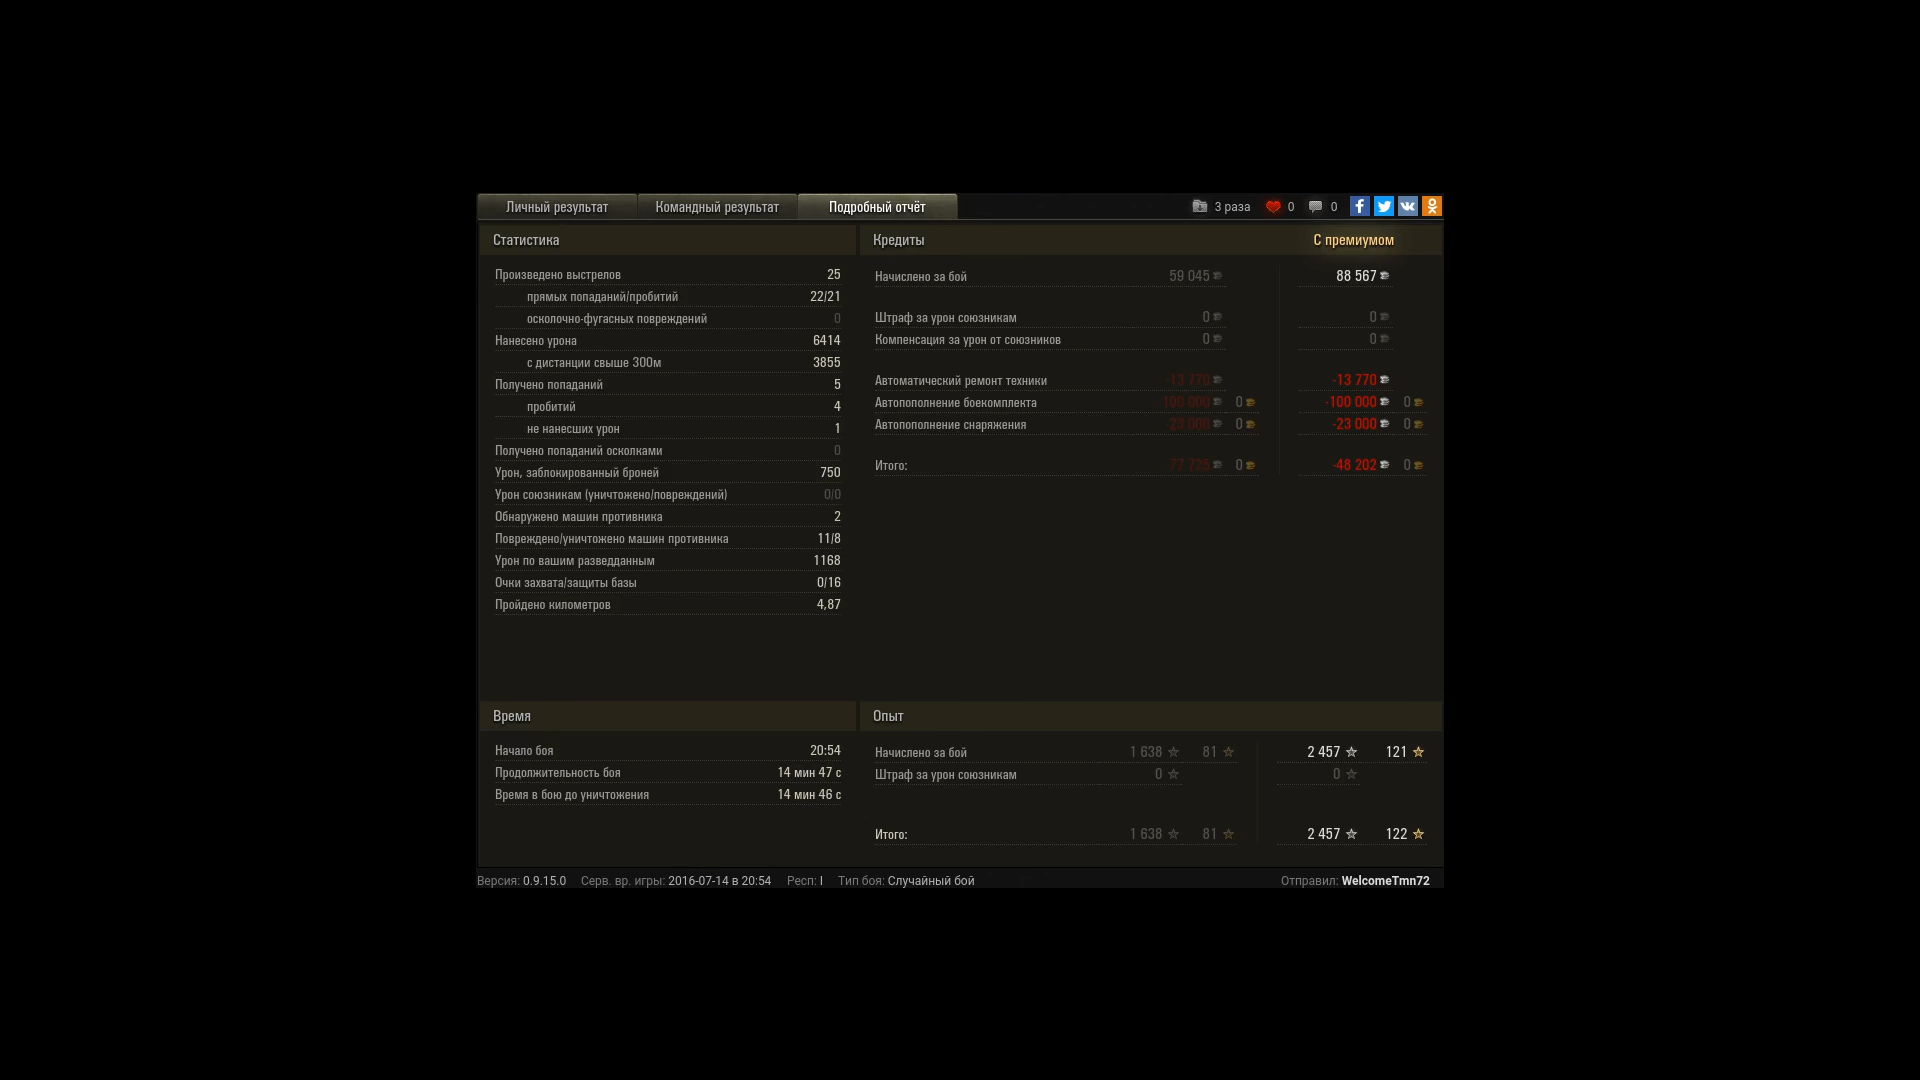 Личный результат Командный результат Подробный отчёт 3 раза 0 0
Статистика
Произведено выстрелов 25
прямых попаданий/пробитий 22/21
осколочно-фугасных повреждений 0
Нанесено урона 6414
с дистанции свыше 300м 3855
Получено попаданий 5
пробитий 4
не нанесших урон 1
Получено попаданий осколками 0
Урон, заблокированный броней 750
Урон союзникам (уничтожено/повреждений) 0/0
Обнаружено машин противника 2
Повреждено/уничтожено машин противника 11/8
Урон по вашим разведданным 1168
Очки захвата/защиты базы 0/16
Пройдено километров 4,87
Кредиты С премиумом
Начислено за бой 59 045 88 567
Штраф за урон союзникам 0 0
Компенсация за урон от союзников 0 0
Автоматический ремонт техники -13 770 -13 770
Автопополнение боекомплекта -100 000 0 -100 000 0
Автопополнение снаряжения -23 000 0 -23 000 0
Итого: -77 725 0 -48 202 0
Время
Начало боя 20:54
Продолжительность боя 14 мин 47 с
Время в бою до уничтожения 14 мин 46 с
Опыт
Начислено за бой 1 638 81 2 457 121
Штраф за урон союзникам 0 0
Итого: 1 638 81 2 457 122
Версия: 0.9.15.0 Серв. вр. игры: 2016-07-14 в 20:54 Респ: I Тип боя: Случайный бой Отправил: WelcomeTmn72